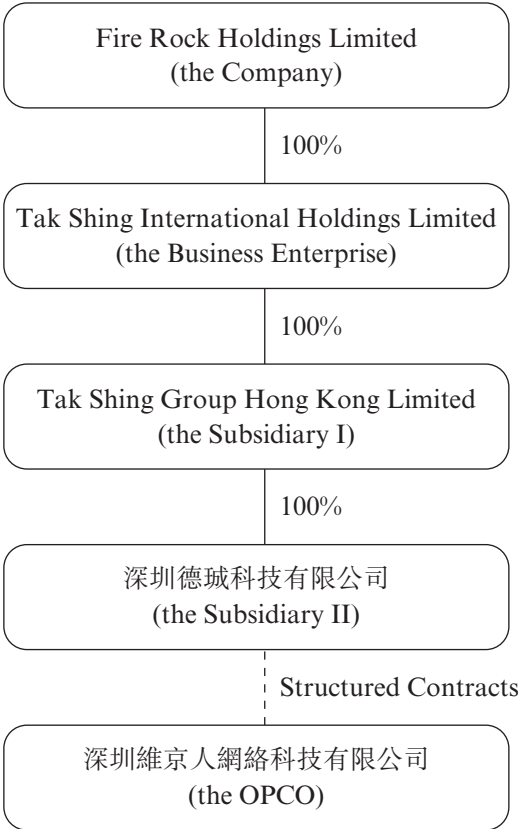 Fire Rock Holdings Limited
(the Company)
100%
Tak Shing International Holdings Limited
(the Business Enterprise)
100%
Tak Shing Group Hong Kong Limited
(the Subsidiary I)
100%
深圳德珹科技有限公司
(the Subsidiary II)
Structured Contracts
深圳維京人網絡科技有限公司
(the OPCO)